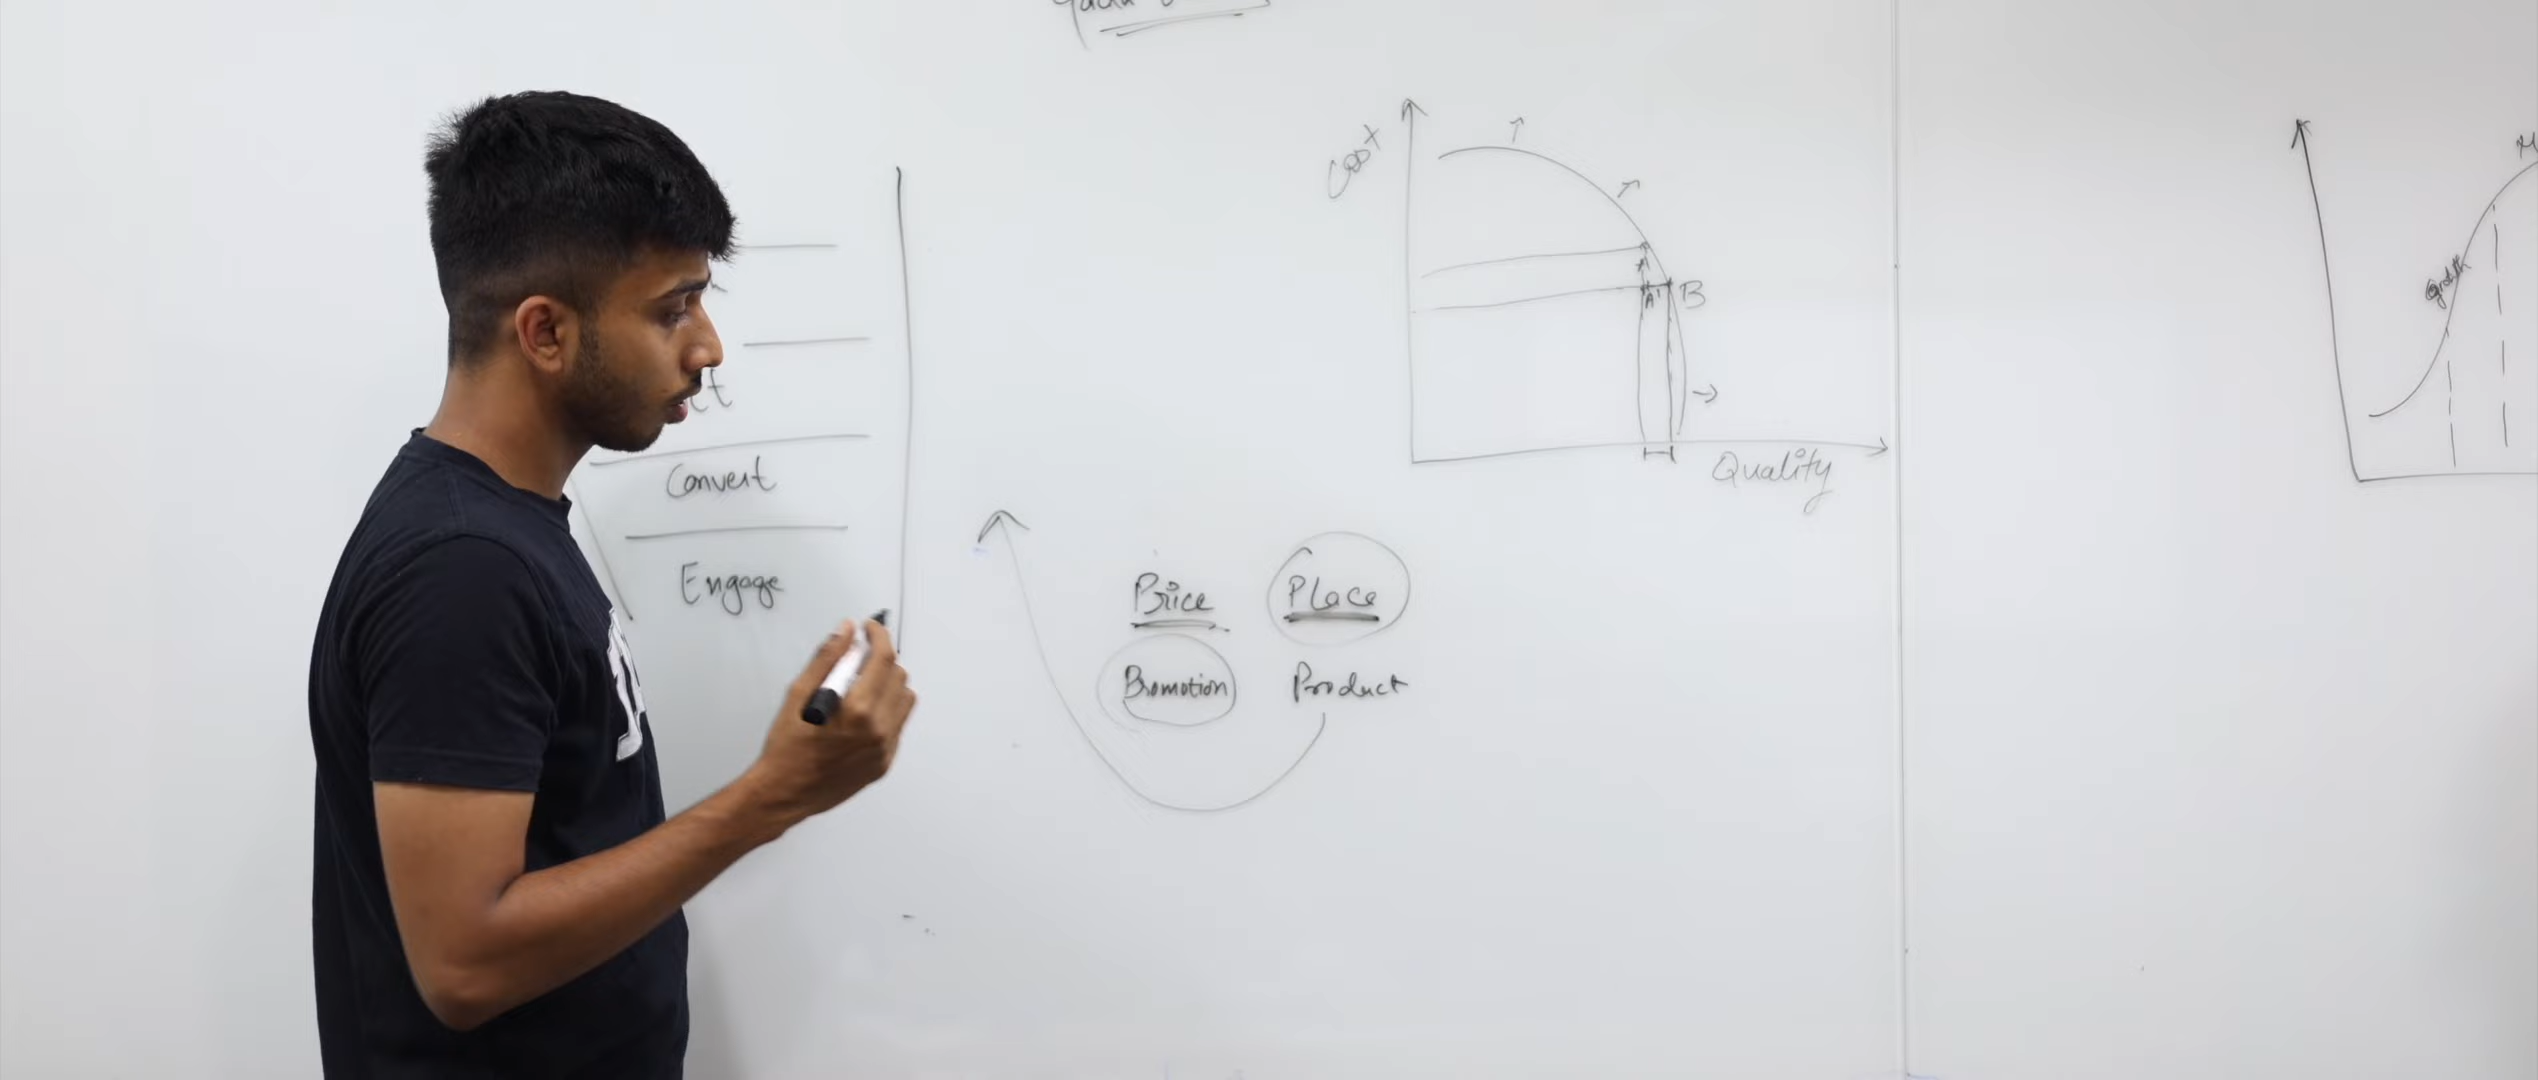 Convert
Engage
Cost
A'
B
Quality
Price Place
Promotion Product
growth